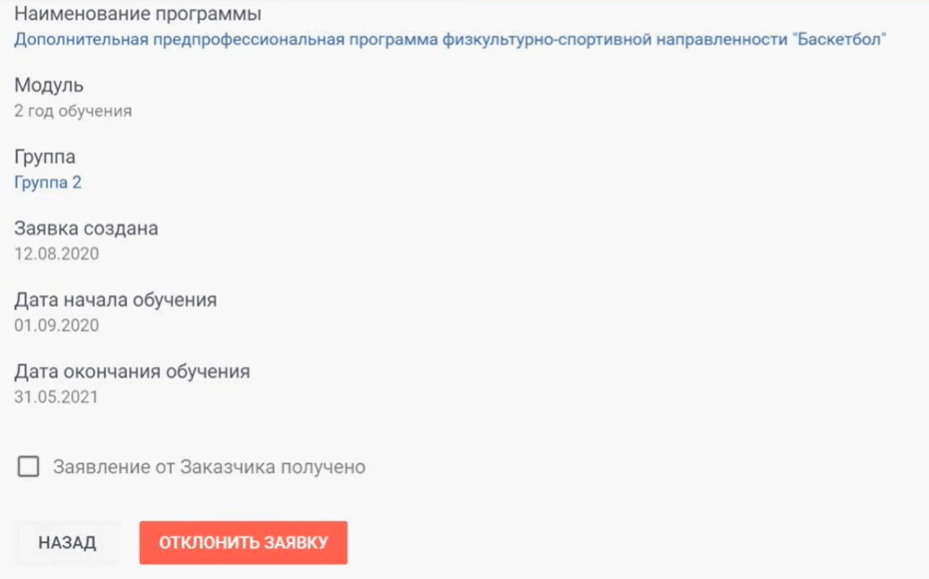 Наименование программы
Дополнительная предпрофессиональная программа физкультурно-спортивной направленности "Баскетбол"
Модуль
2 год обучения
Группа
Группа 2
Заявка создана
12.08.2020
Дата начала обучения
01.09.2020
Дата окончания обучения
31.05.2021
Заявление от Заказчика получено
НАЗАД ОТКЛОНИТЬ ЗАЯВКУ